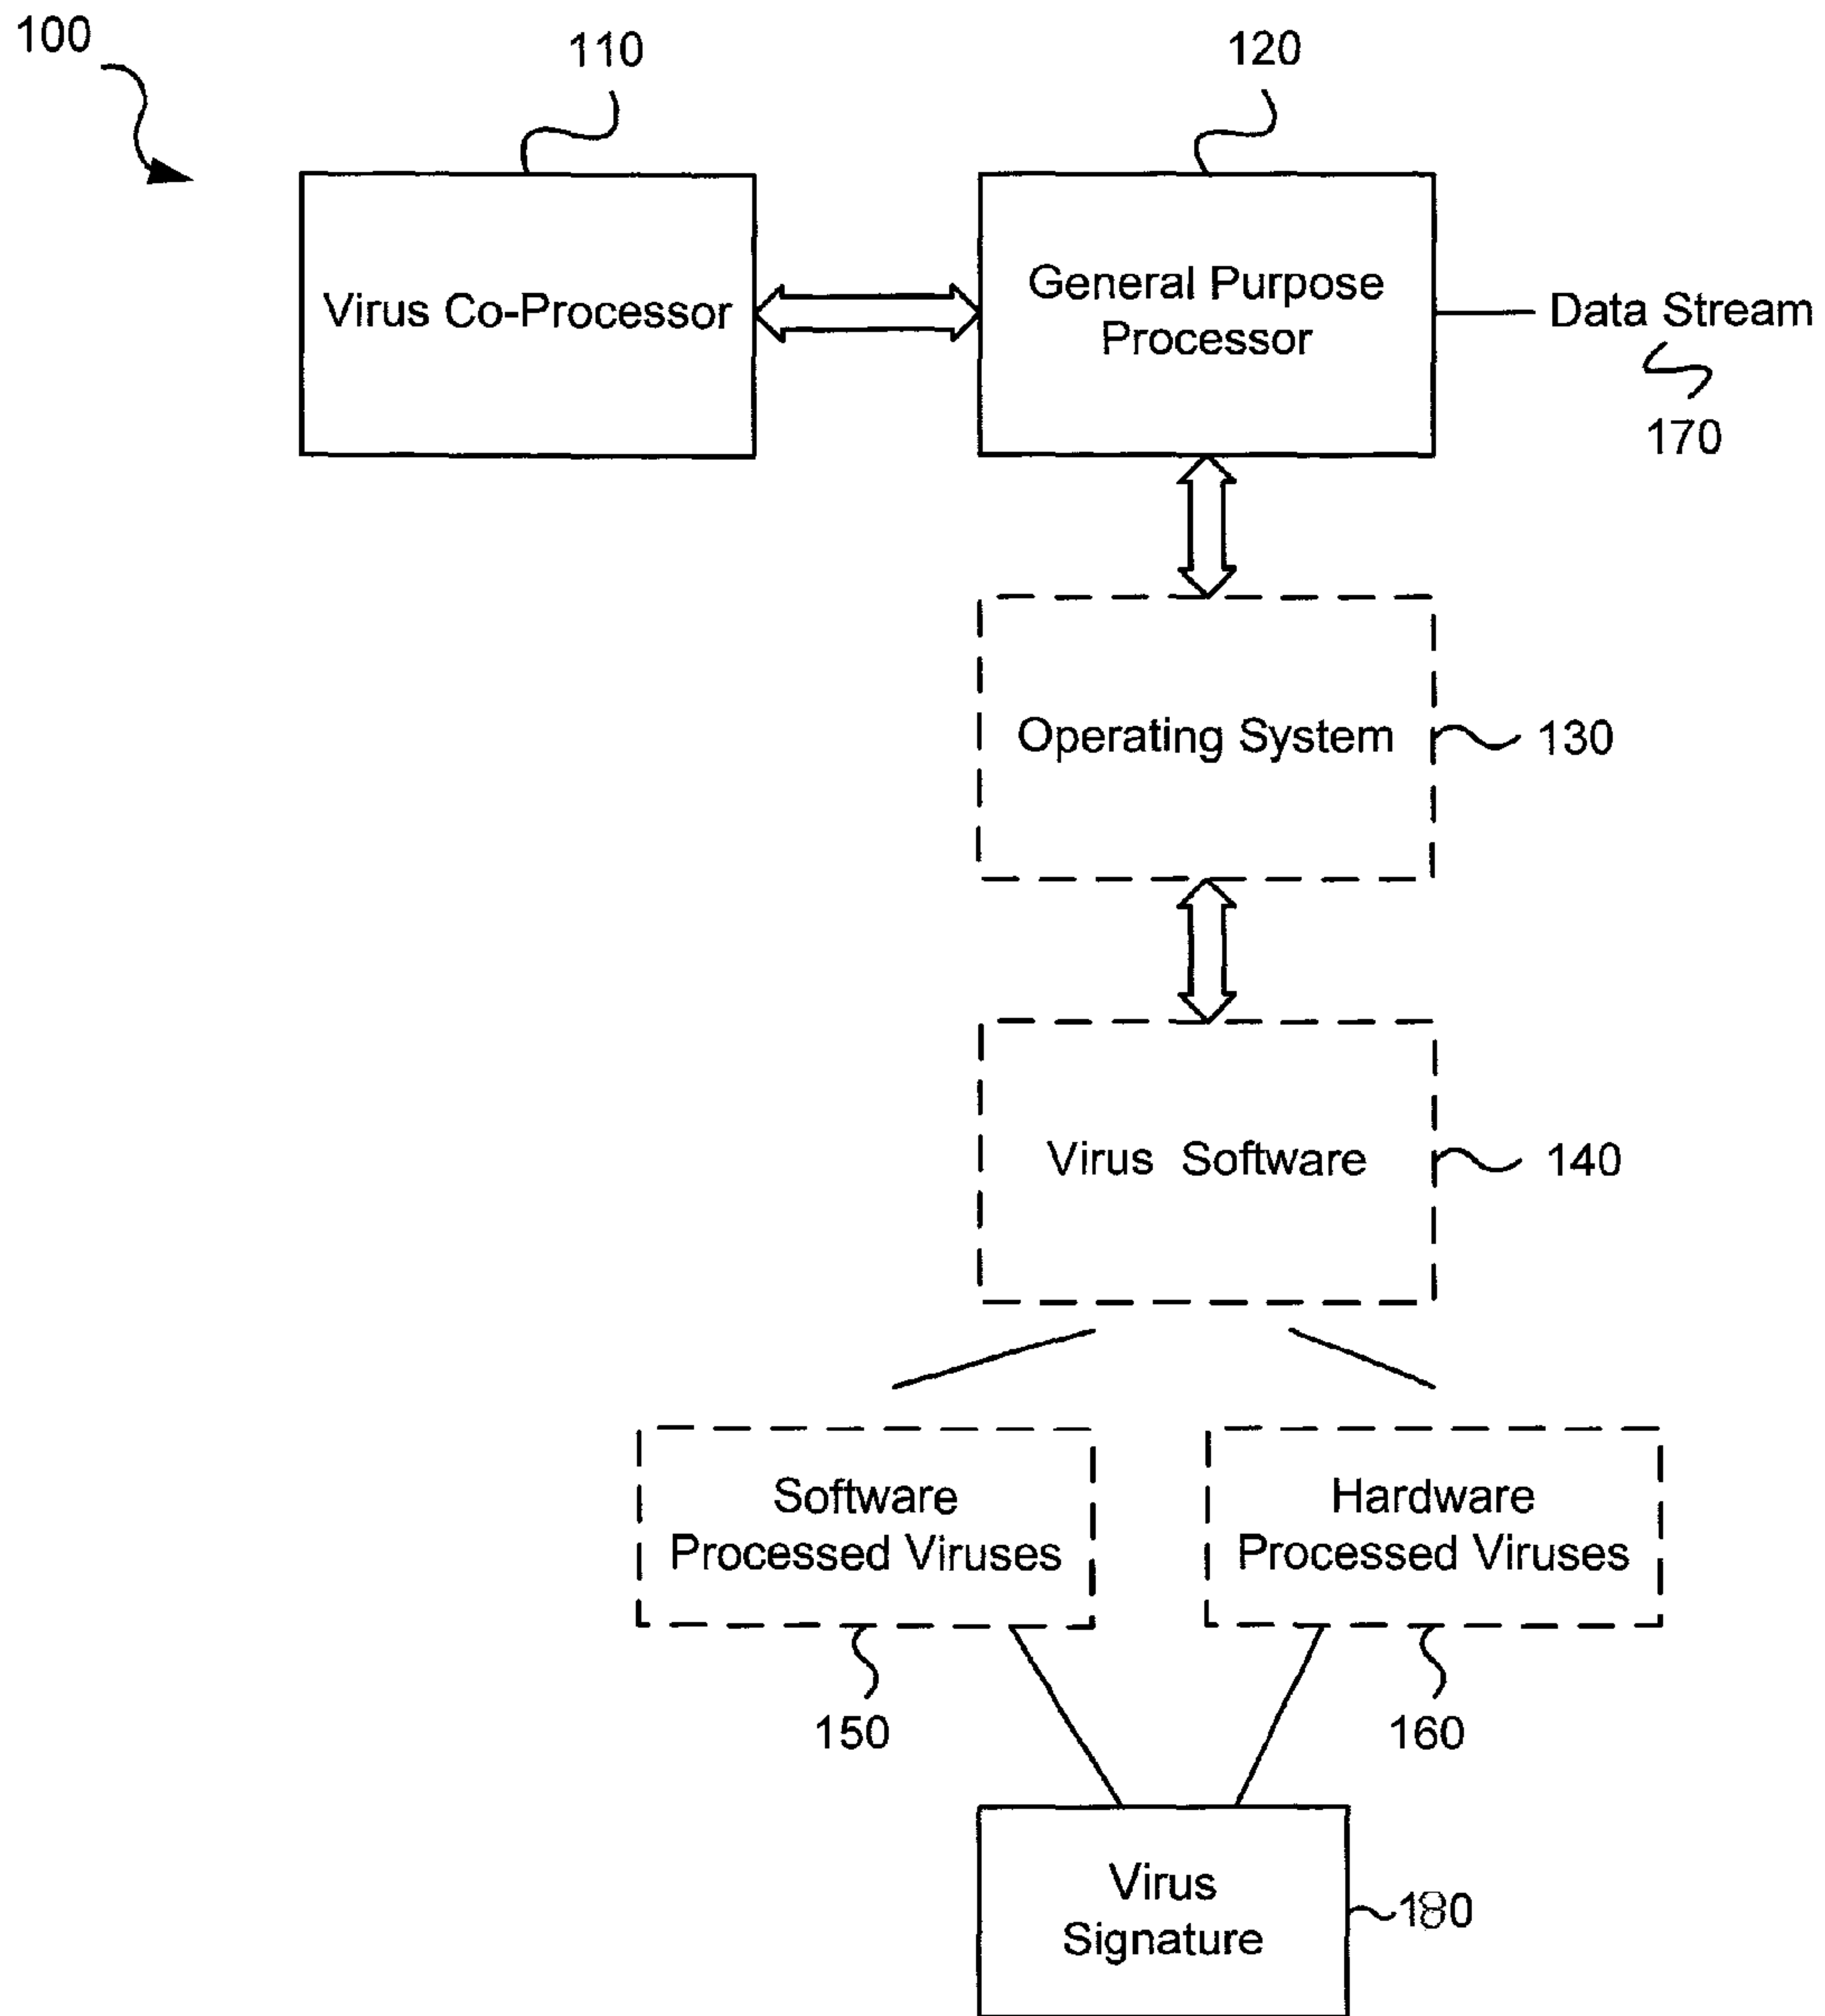 100
110
120
Virus Co-Processor
General Purpose
Processor
Data Stream
170
Operating System
130
Virus Software
140
Software
Processed Viruses
Hardware
Processed Viruses
150
160
Virus
Signature
180